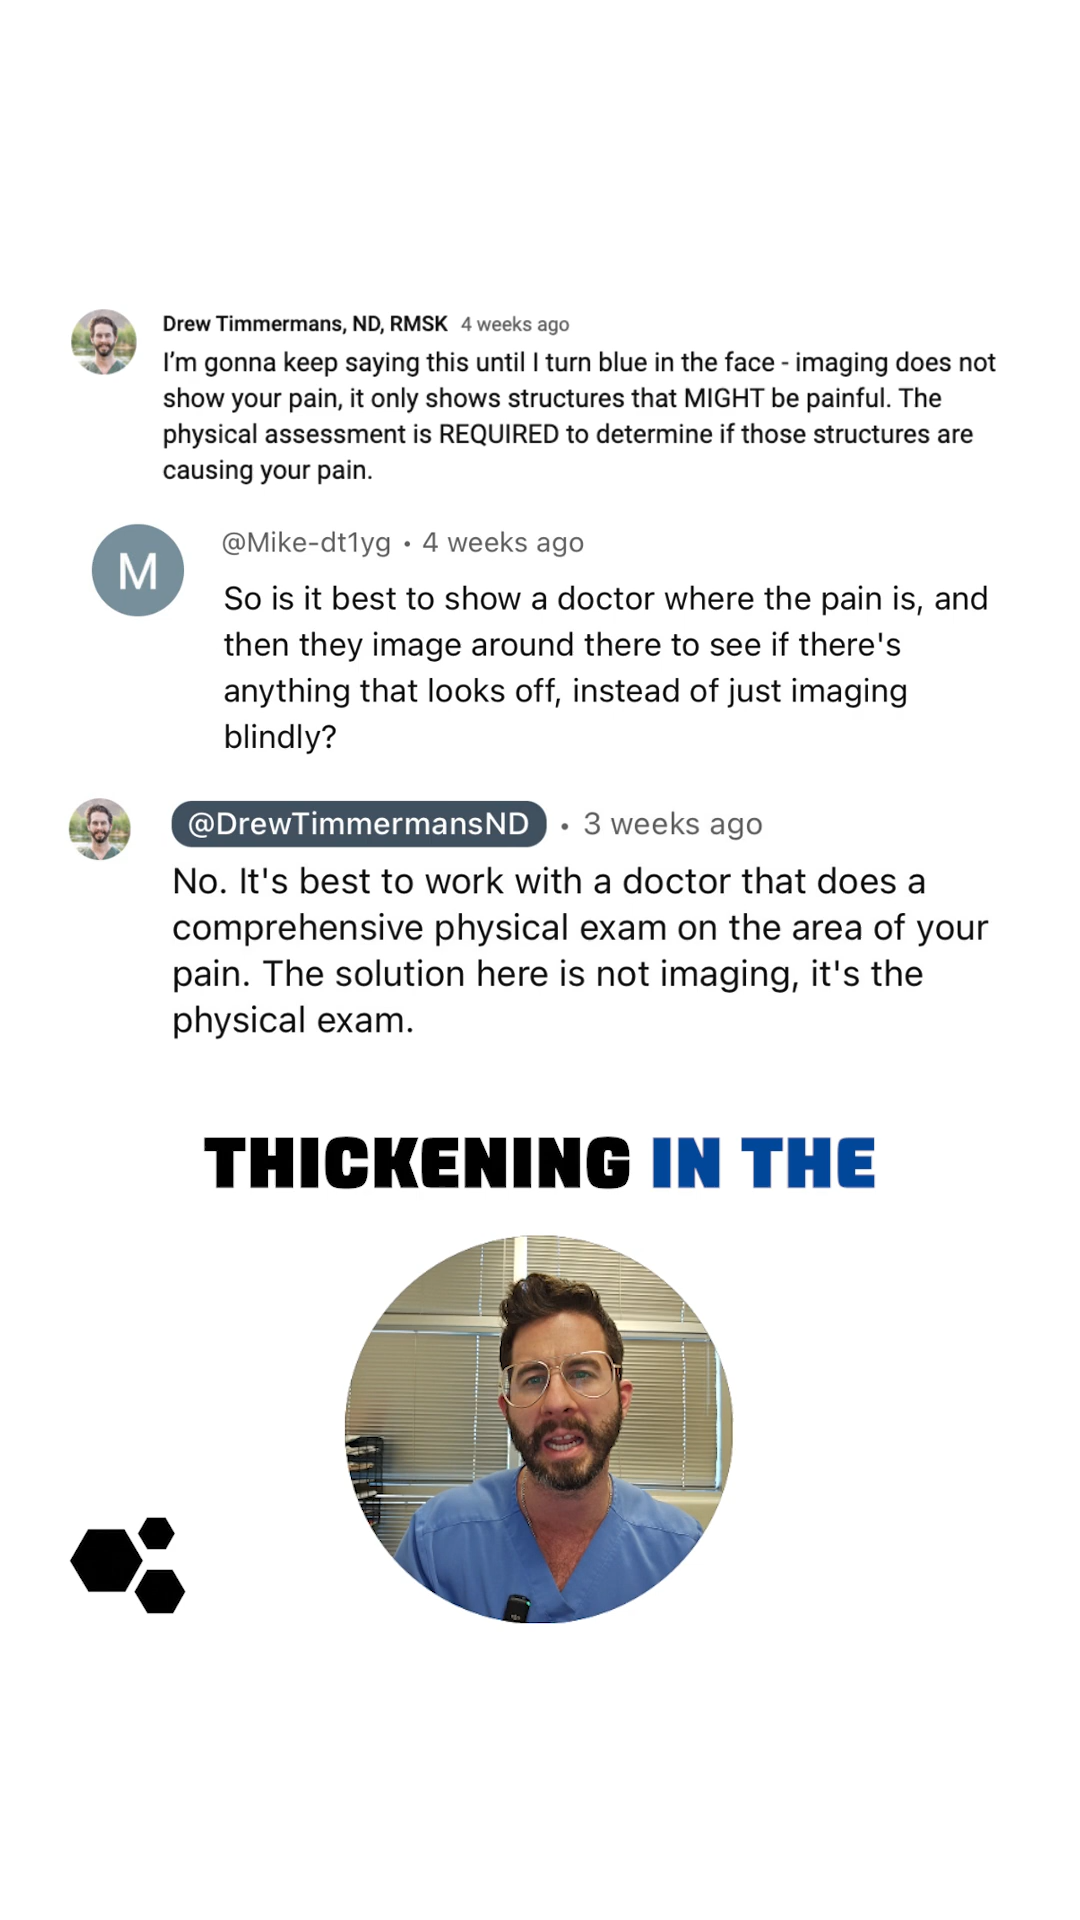 Drew Timmermans, ND, RMSK 4 weeks ago
I’m gonna keep saying this until I turn blue in the face - imaging does not
show your pain, it only shows structures that MIGHT be painful. The
physical assessment is REQUIRED to determine if those structures are
causing your pain.
M
@Mike-dt1yg • 4 weeks ago
So is it best to show a doctor where the pain is, and
then they image around there to see if there's
anything that looks off, instead of just imaging
blindly?
@DrewTimmermansND • 3 weeks ago
No. It's best to work with a doctor that does a
comprehensive physical exam on the area of your
pain. The solution here is not imaging, it's the
physical exam.
THICKENING IN THE